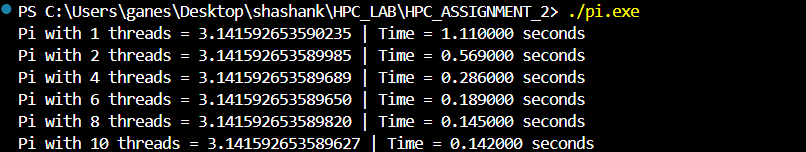 PS C:\Users\ganes\Desktop\shashank\HPC_LAB\HPC_ASSIGNMENT_2> ./pi.exe
Pi with 1 threads = 3.141592653590235 | Time = 1.110000 seconds
Pi with 2 threads = 3.141592653589985 | Time = 0.569000 seconds
Pi with 4 threads = 3.141592653589689 | Time = 0.286000 seconds
Pi with 6 threads = 3.141592653589650 | Time = 0.189000 seconds
Pi with 8 threads = 3.141592653589820 | Time = 0.145000 seconds
Pi with 10 threads = 3.141592653589627 | Time = 0.142000 seconds